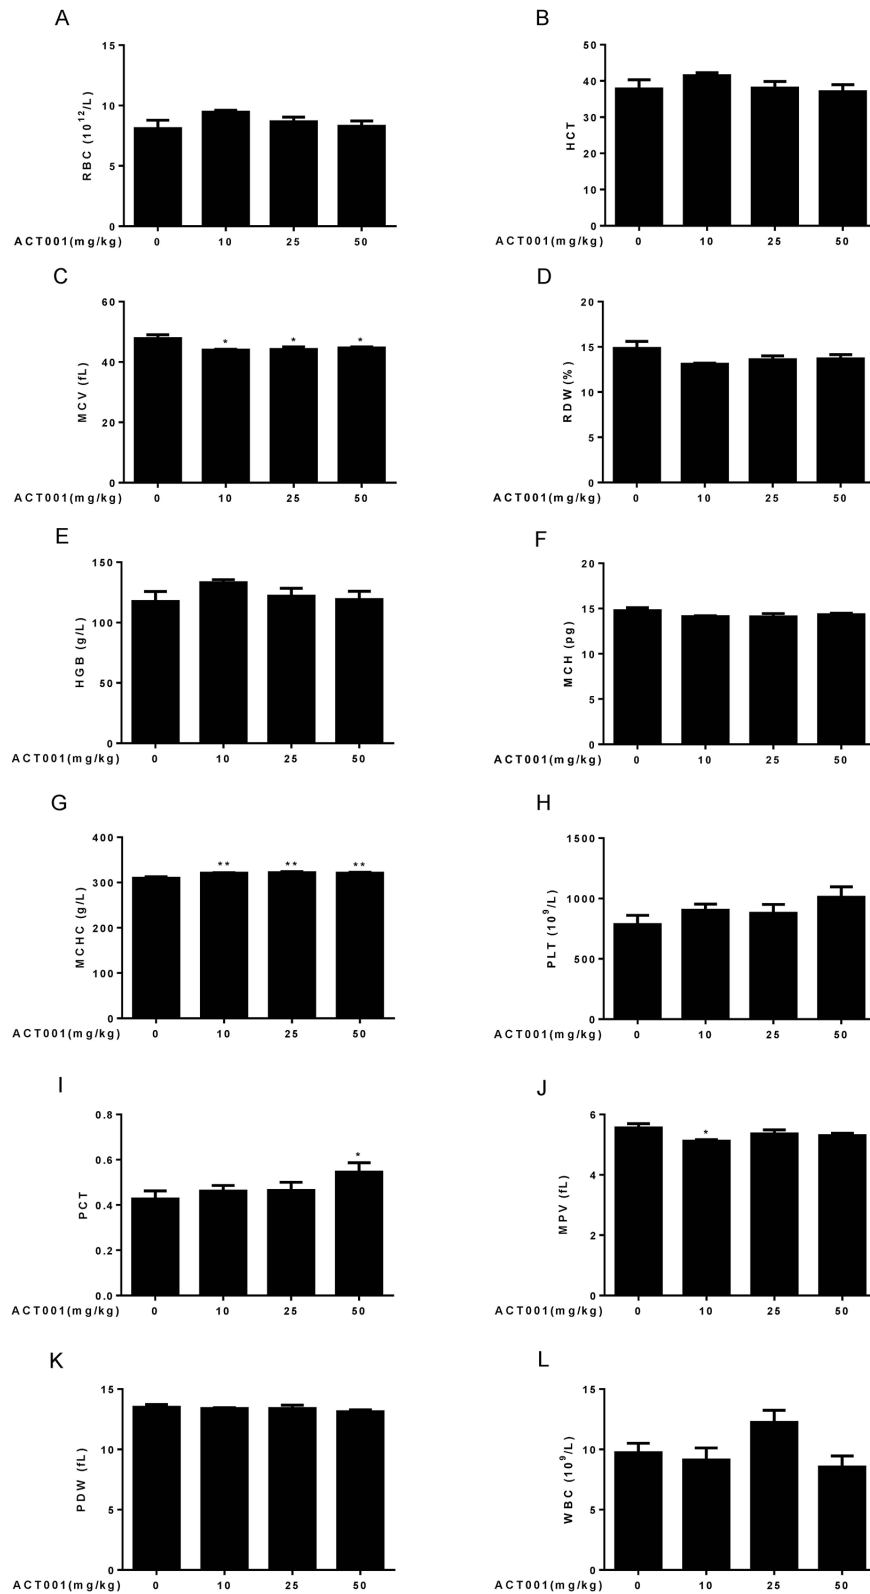 A
RBC (10^12/L)
15
10
5
0
ACT001(mg/kg) 0 10 25 50
B
HCT
50
40
30
20
10
0
ACT001(mg/kg) 0 10 25 50
C
MCV (fL)
60
40
20
0
* * *
ACT001(mg/kg) 0 10 25 50
D
RDW(%)
20
15
10
5
0
ACT001(mg/kg) 0 10 25 50
E
HGB (g/L)
150
100
50
0
ACT001(mg/kg) 0 10 25 50
F
MCH (pg)
20
15
10
5
0
ACT001(mg/kg) 0 10 25 50
G
MCHC (g/L)
400
300
200
100
0
** ** **
ACT001(mg/kg) 0 10 25 50
H
PLT (10^9/L)
1500
1000
500
0
ACT001(mg/kg) 0 10 25 50
I
PCT
0.8
0.6
0.4
0.2
0.0
*
ACT001(mg/kg) 0 10 25 50
J
MPV (fL)
6
4
2
0
*
ACT001(mg/kg) 0 10 25 50
K
PDW (fL)
15
10
5
0
ACT001(mg/kg) 0 10 25 50
L
WBC (10^9/L)
15
10
5
0
ACT001(mg/kg) 0 10 25 50